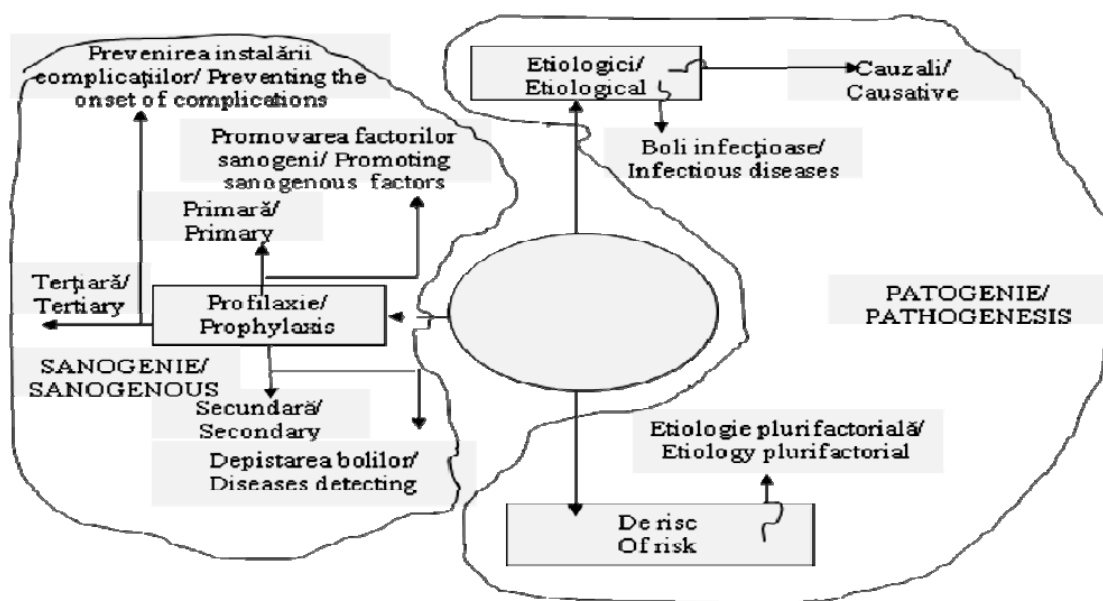 Prevenirea instalării
complicațiilor/ Preventing the
onset of complications
Promovarea factorilor
sanogeni/ Promoting
sanogenous factors
Primară/
Primary
Terțiară/
Tertiary
Profilaxie/
Prophylaxis
SANOGENIE/
SANOGENOUS
Secundară/
Secondary
Depistarea bolilor/
Diseases detecting
Etiologici/
Etiological
Cauzali/
Causative
Boli infecțioase/
Infectious diseases
PATOGENIE/
PATHOGENESIS
Etiologie plurifactorială/
Etiology plurifactorial
De risc
Of risk